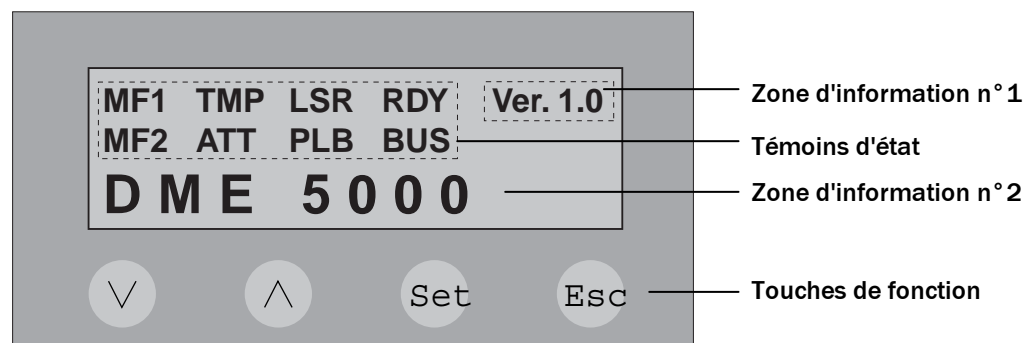 MF1 TMP LSR RDY Ver. 1.0
MF2 ATT PLB BUS
DME 5000
Set Esc
Zone d'information n°1
Témoins d'état
Zone d'information n°2
Touches de fonction